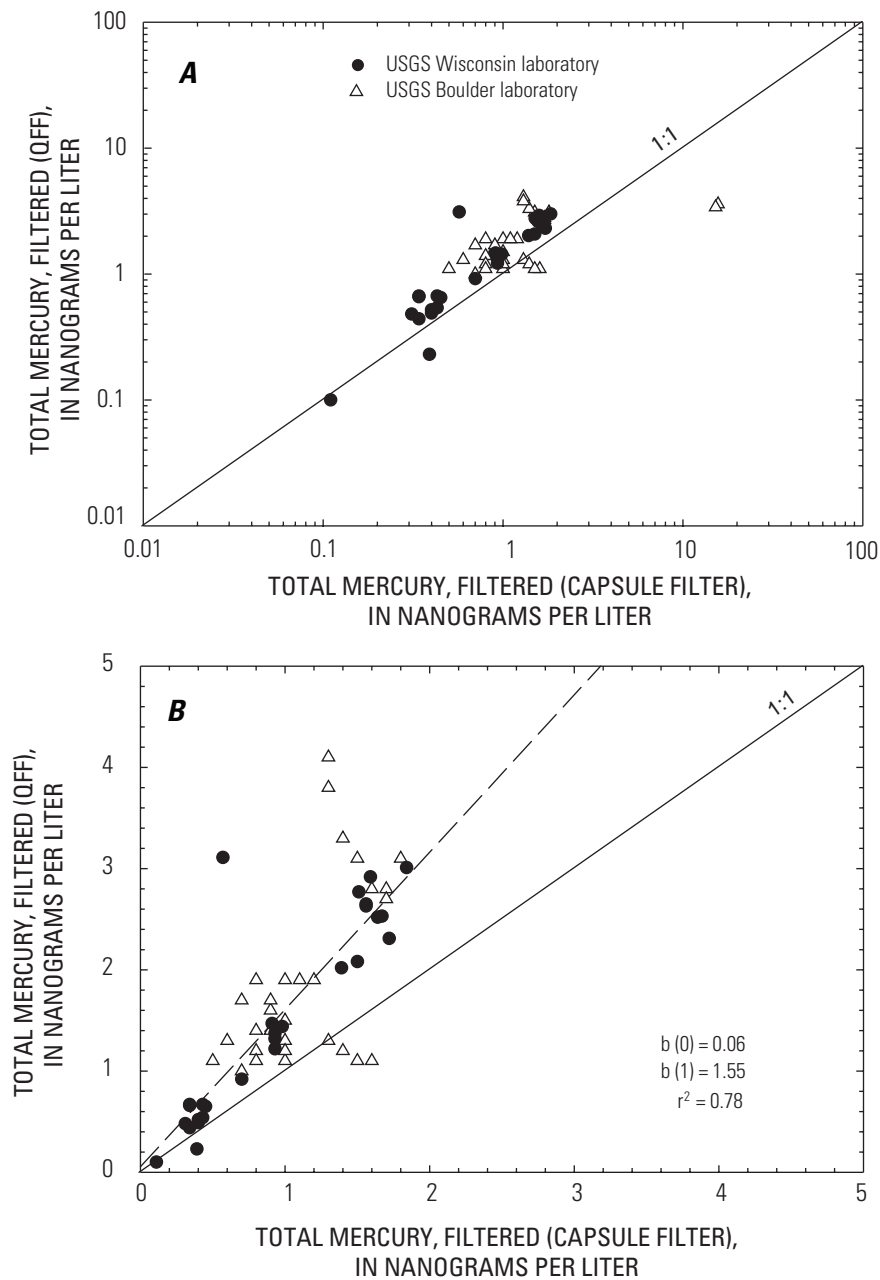 A
USGS Wisconsin laboratory
USGS Boulder laboratory
1:1
100
10
1
0.1
0.01
TOTAL MERCURY, FILTERED (QFF),
IN NANOGRAMS PER LITER
0.01 0.1 1 10 100
TOTAL MERCURY, FILTERED (CAPSULE FILTER),
IN NANOGRAMS PER LITER
B
1:1
5
4
3
2
1
0
TOTAL MERCURY, FILTERED (QFF),
IN NANOGRAMS PER LITER
b (0) = 0.06
b (1) = 1.55
r² = 0.78
0 1 2 3 4 5
TOTAL MERCURY, FILTERED (CAPSULE FILTER),
IN NANOGRAMS PER LITER